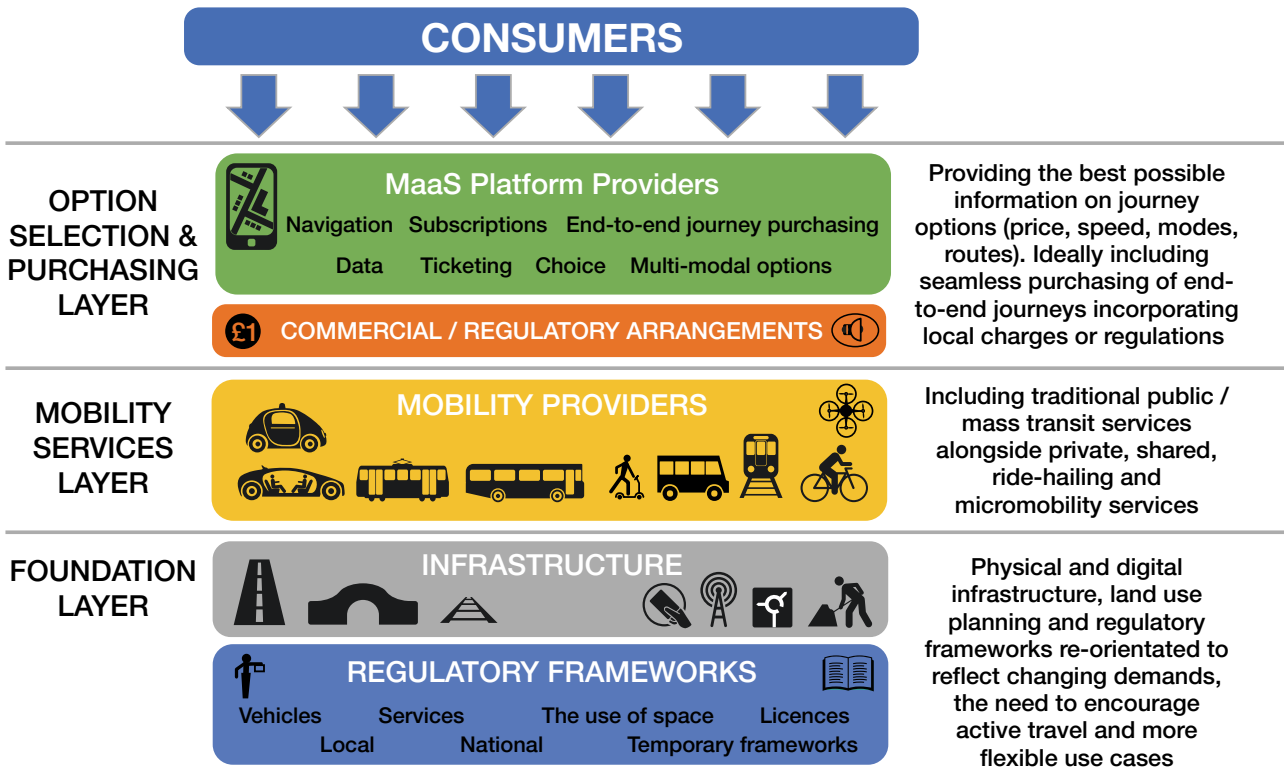 CONSUMERS
OPTION
SELECTION &
PURCHASING
LAYER
MaaS Platform Providers
Navigation Subscriptions End-to-end journey purchasing
Data Ticketing Choice Multi-modal options
£1 COMMERCIAL / REGULATORY ARRANGEMENTS
Providing the best possible
information on journey
options (price, speed, modes,
routes). Ideally including
seamless purchasing of end-
to-end journeys incorporating
local charges or regulations
MOBILITY
SERVICES
LAYER
MOBILITY PROVIDERS
Including traditional public /
mass transit services
alongside private, shared,
ride-hailing and
micromobility services
FOUNDATION
LAYER
INFRASTRUCTURE
REGULATORY FRAMEWORKS
Vehicles Services The use of space Licences
Local National Temporary frameworks
Physical and digital
infrastructure, land use
planning and regulatory
frameworks re-orientated to
reflect changing demands,
the need to encourage
active travel and more
flexible use cases